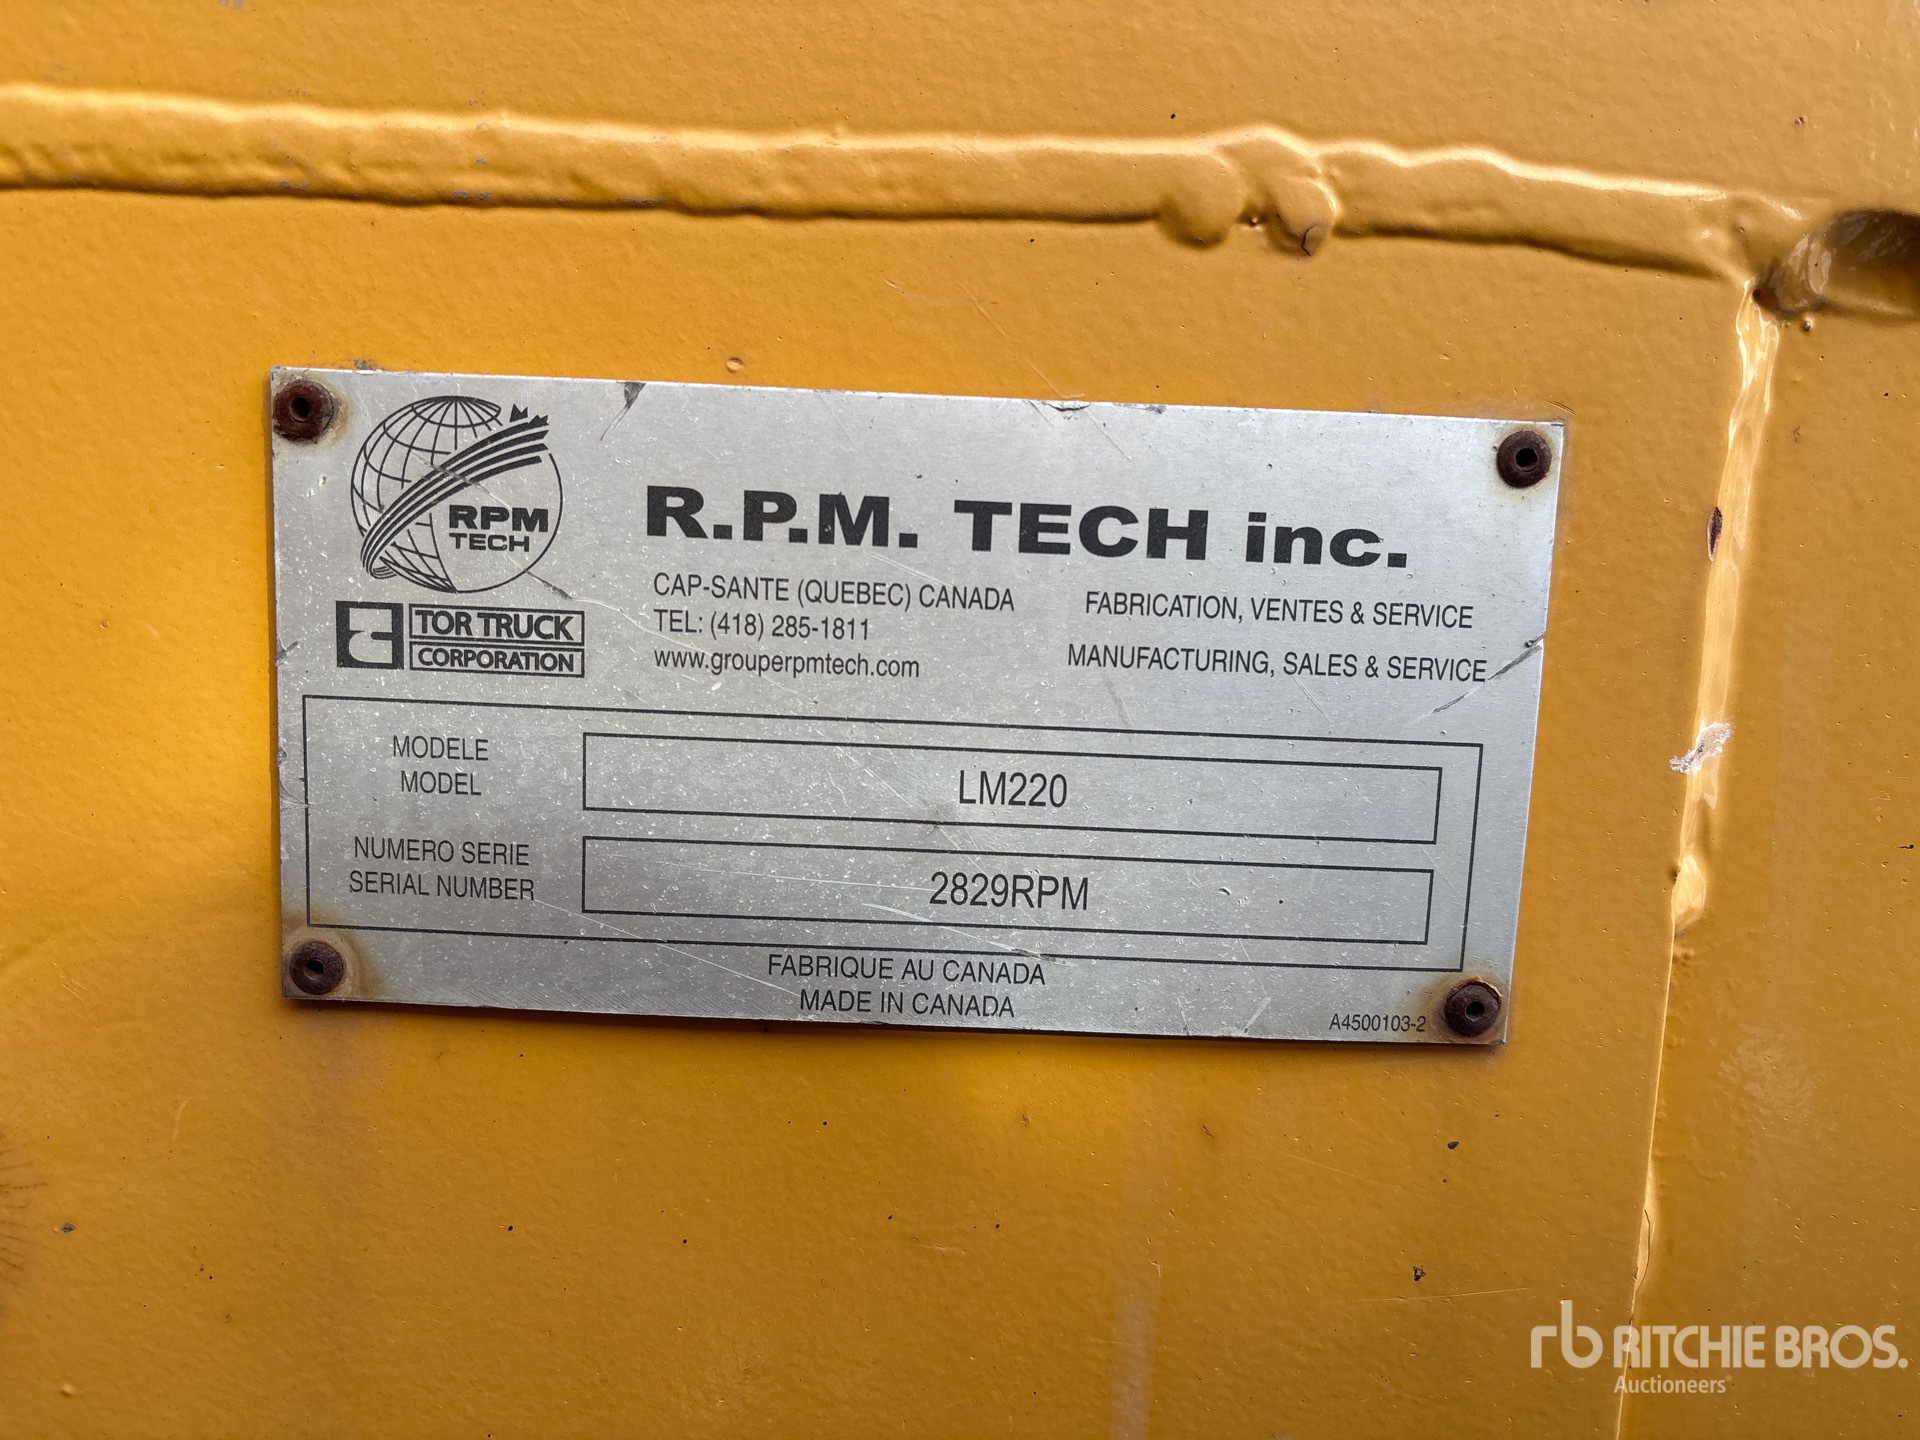 RPM
TECH
TOR TRUCK
CORPORATION
R.P.M. TECH inc.
CAP-SANTE (QUEBEC) CANADA
TEL: (418) 285-1811
www.grouperpmtech.com
FABRICATION, VENTES & SERVICE
MANUFACTURING, SALES & SERVICE
MODELE
MODEL
LM220
NUMERO SERIE
SERIAL NUMBER
2829RPM
FABRIQUE AU CANADA
MADE IN CANADA
A4500103-2
rb RITCHIE BROS.
Auctioneers